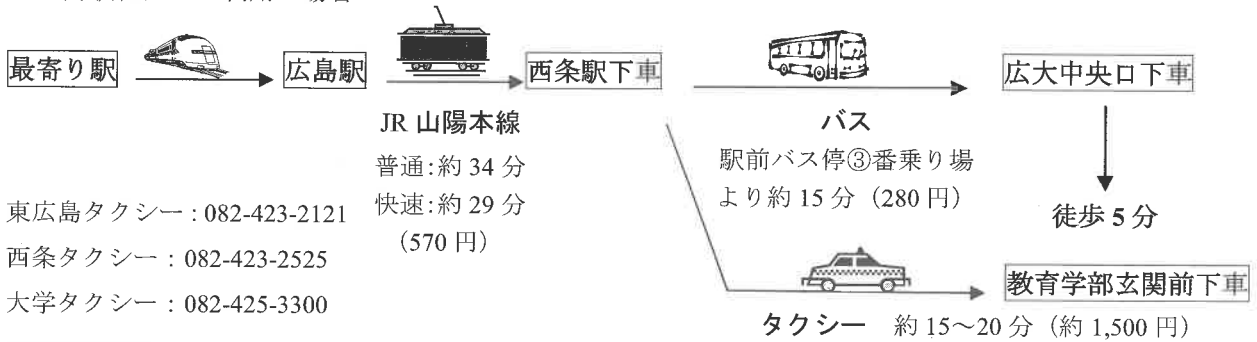 最寄り駅
広島駅
西条駅下車
広大中央口下車
JR 山陽本線
普通:約 34 分
快速:約 29 分
(570 円)
バス
駅前バス停③番乗り場
より約 15 分（280 円）
徒歩 5 分
東広島タクシー : 082-423-2121
西条タクシー : 082-423-2525
大学タクシー : 082-425-3300
教育学部玄関前下車
タクシー 約 15～20 分（約 1,500 円）